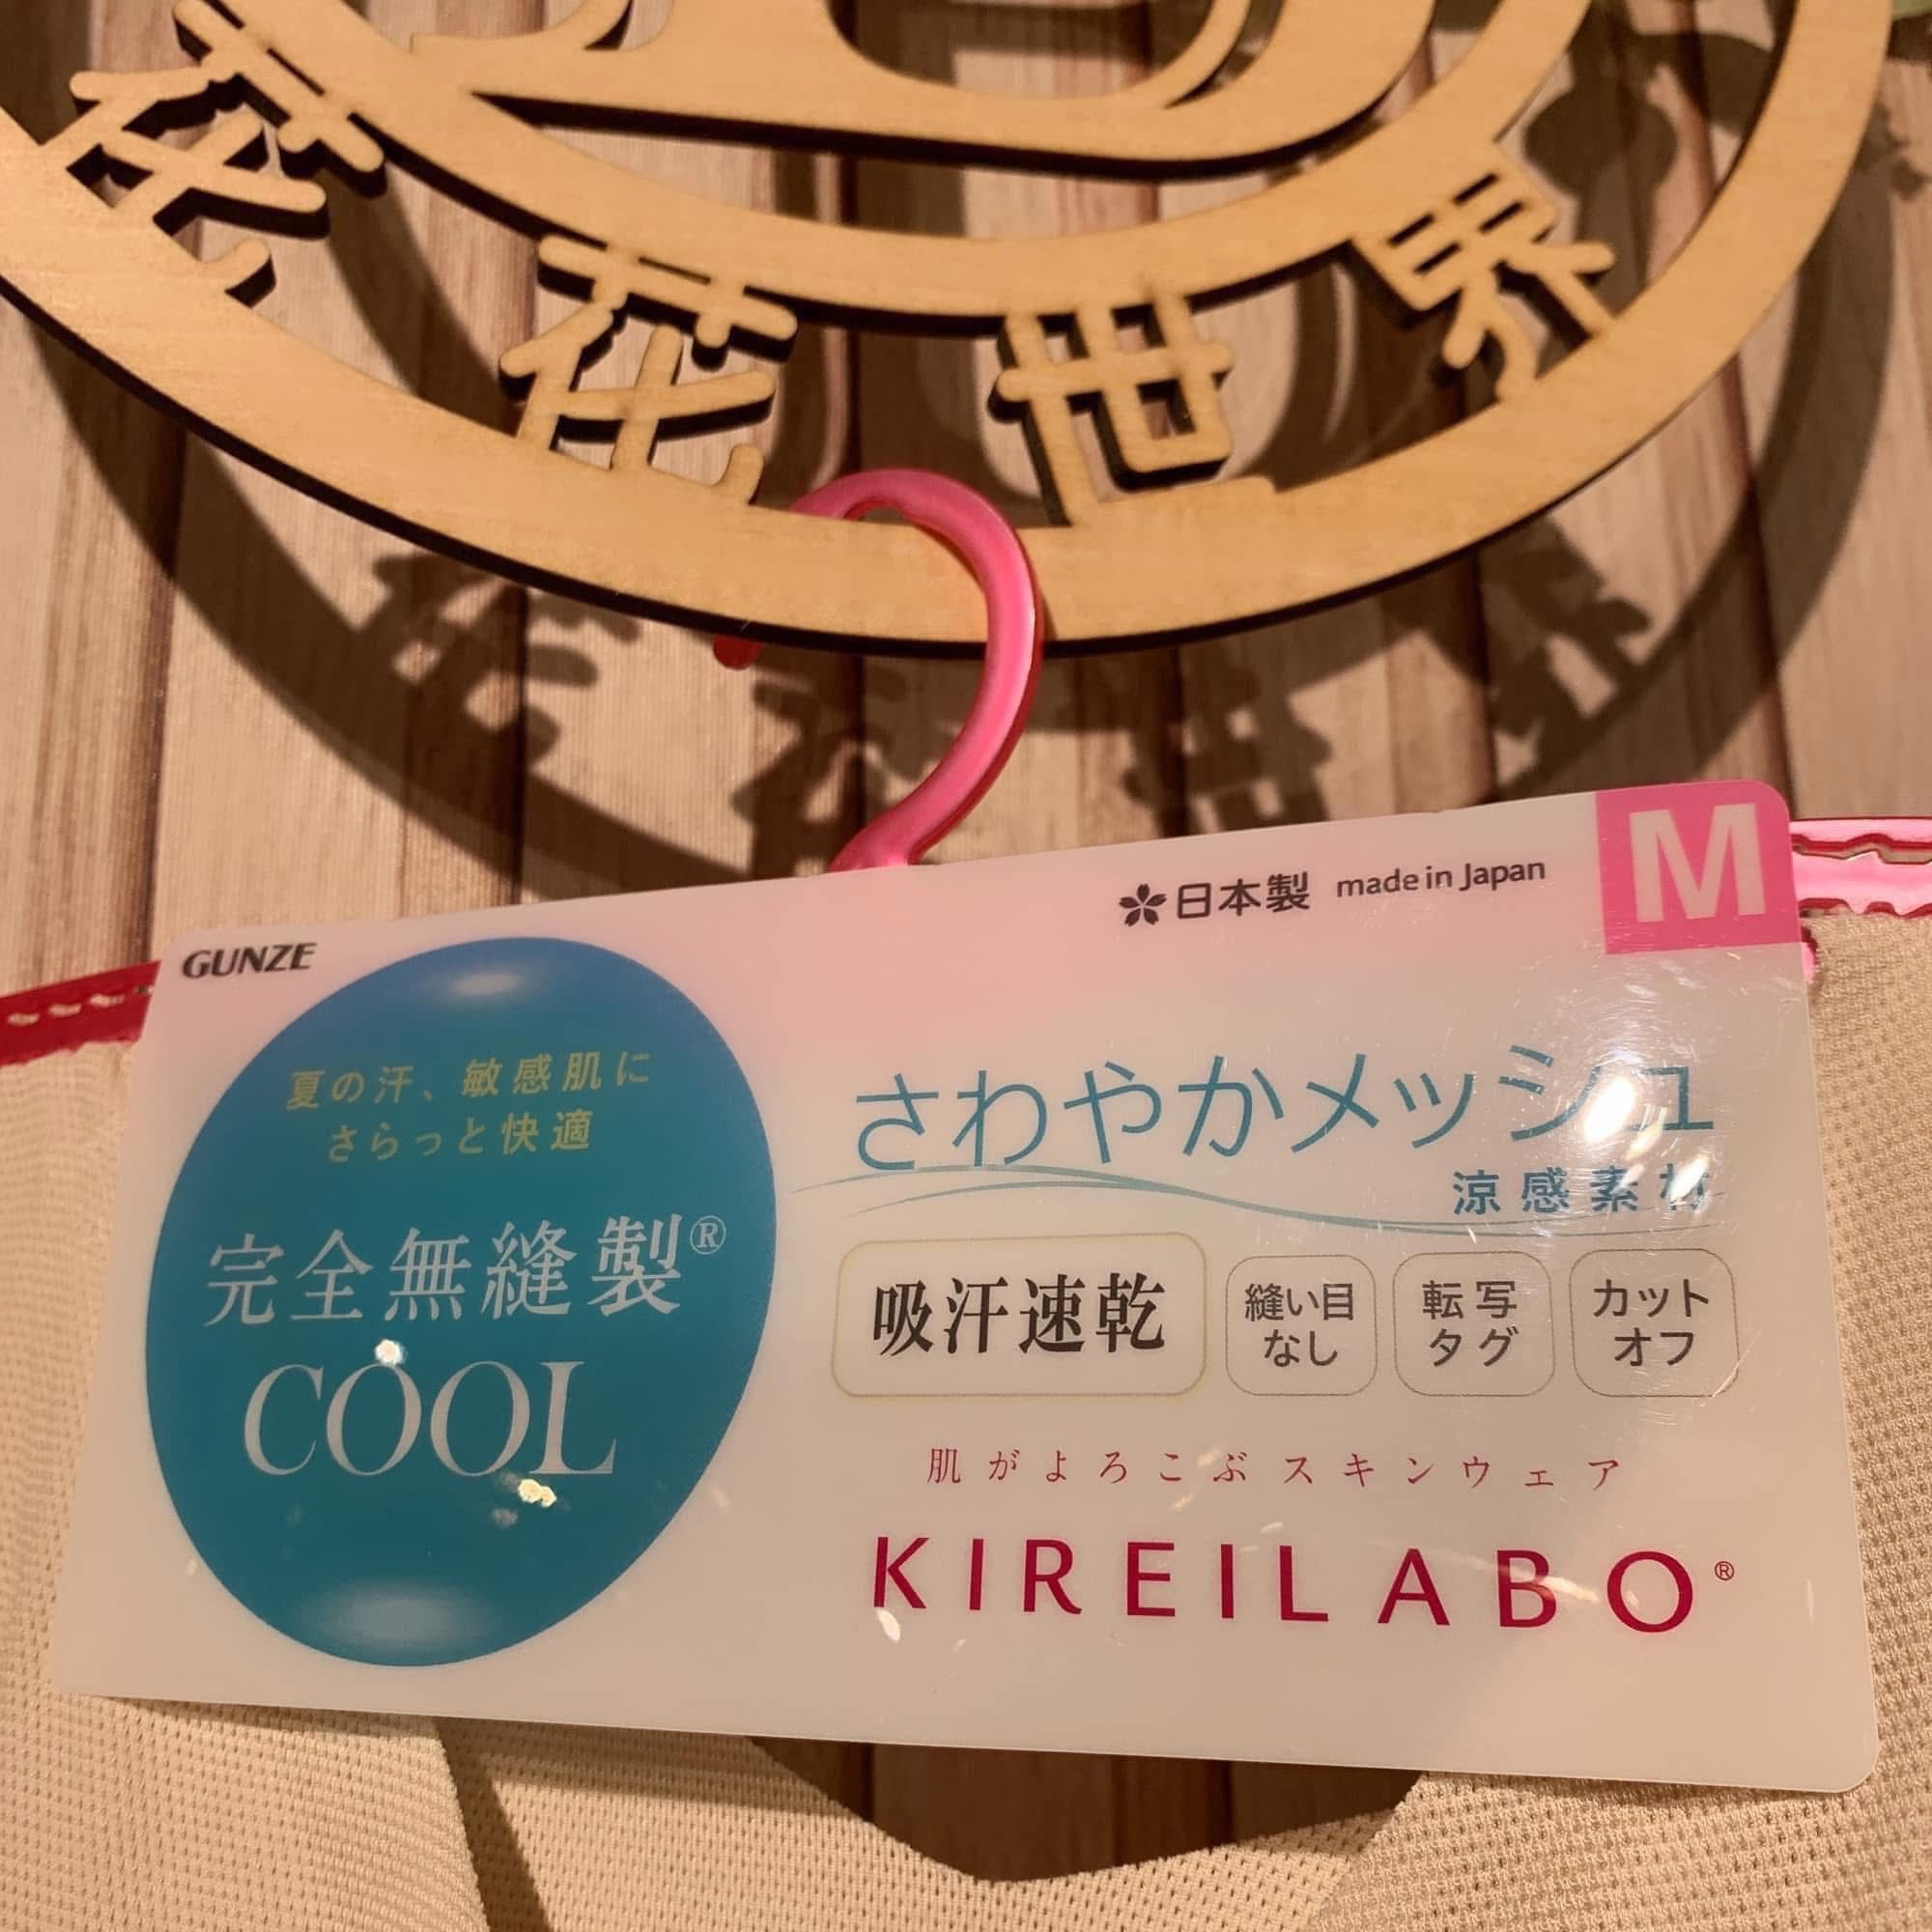 花世界
GUNZE
日本製 made in Japan
M
夏の汗、敏感肌に
さらっと快適
完全無縫製®
COOL
さわやかメッシュ
涼感素材
吸汗速乾
縫い目
なし
転写
タグ
カット
オフ
肌がよろこぶスキンウェア
KIREILABO®